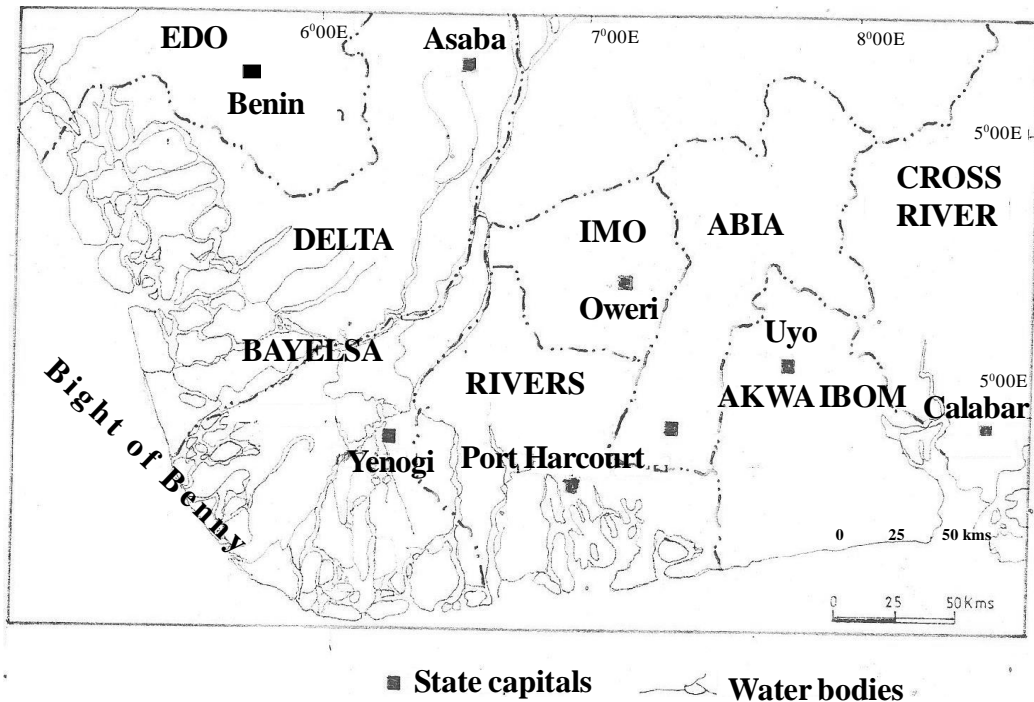 EDO
6⁰00E
Asaba
7⁰00E
8⁰00E
Benin
5⁰00E
CROSS
RIVER
DELTA
IMO
ABIA
Oweri
Uyo
BAYELSA
RIVERS
AKWA IBOM
5⁰00E
Calabar
Bight of Benny
Yenogi
Port Harcourt
0 25 50 kms
0 25 50Kms
State capitals
Water bodies